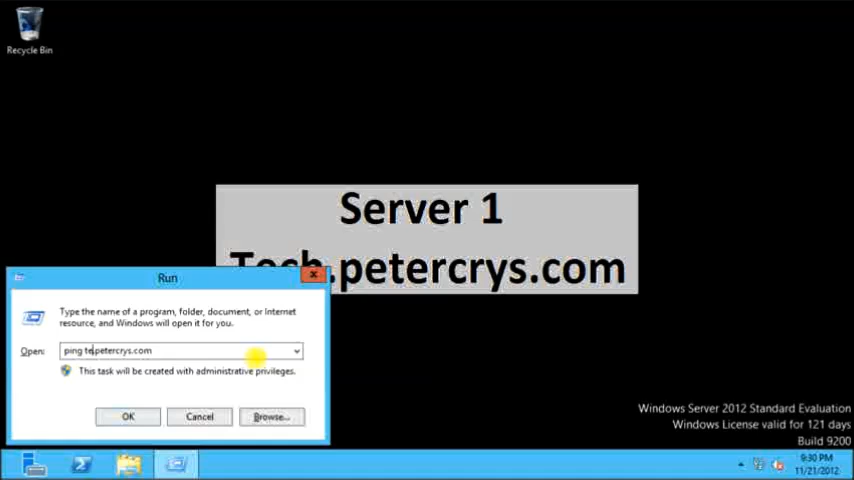 Recycle Bin
Server 1
Tech.petercrys.com
Run
Type the name of a program, folder, document, or Internet
resource, and Windows will open it for you.
Open:
ping te.petercrys.com
This task will be created with administrative privileges.
OK
Cancel
Browse...
Windows Server 2012 Standard Evaluation
Windows License valid for 121 days
Build 9200
9:30 PM
11/21/2012